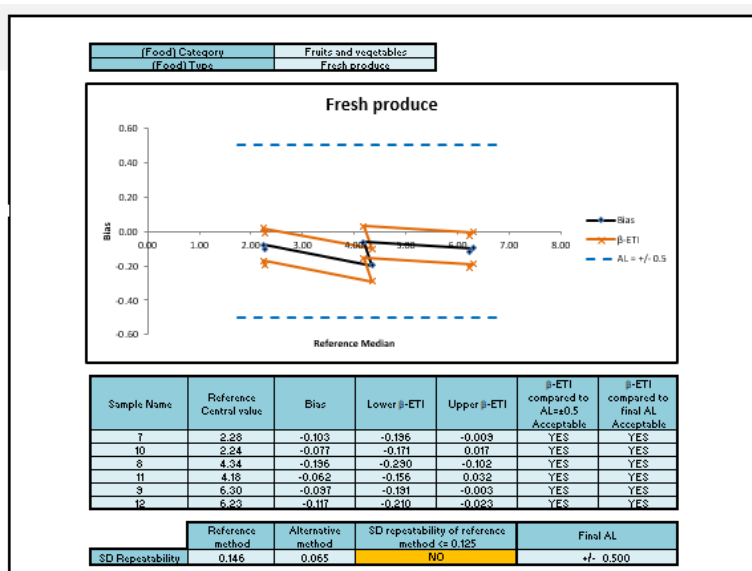 (Food) Category Fruits and vegetables
(Food) Type Fresh produce
Fresh produce
0.60
0.40
0.20
0.00
-0.20
-0.40
-0.60
0.00 1.00 2.00 3.00 4.00 5.00 6.00 7.00 8.00
Bias
Reference Median
Bias
β-ETI
AL = +/- 0.5
Sample Name Reference Central value Bias Lower β-ETI Upper β-ETI β-ETI compared to AL=±0.5 Acceptable β-ETI compared to final AL Acceptable
7 2.28 -0.103 -0.196 -0.009 YES YES
10 2.24 -0.077 -0.171 0.017 YES YES
8 4.34 -0.196 -0.290 -0.102 YES YES
11 4.18 -0.062 -0.156 0.032 YES YES
9 6.30 -0.097 -0.191 -0.003 YES YES
12 6.23 -0.117 -0.210 -0.023 YES YES
Reference method Alternative method SD repeatability of reference method <= 0.125 Final AL
SD Repeatability 0.146 0.065 NO +/- 0.500